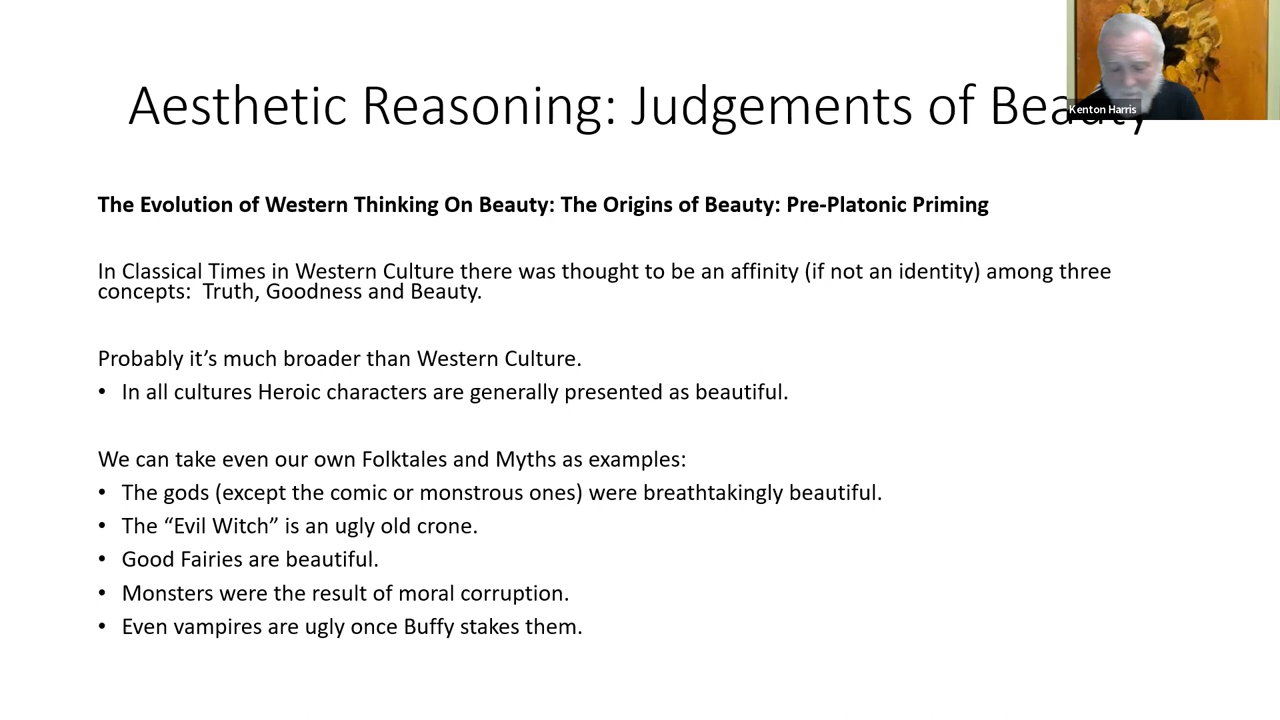 Aesthetic Reasoning: Judgements of Beauty
Kenton Harris
The Evolution of Western Thinking On Beauty: The Origins of Beauty: Pre-Platonic Priming
In Classical Times in Western Culture there was thought to be an affinity (if not an identity) among three
concepts:  Truth, Goodness and Beauty.
Probably it’s much broader than Western Culture.
• In all cultures Heroic characters are generally presented as beautiful.
We can take even our own Folktales and Myths as examples:
• The gods (except the comic or monstrous ones) were breathtakingly beautiful.
• The “Evil Witch” is an ugly old crone.
• Good Fairies are beautiful.
• Monsters were the result of moral corruption.
• Even vampires are ugly once Buffy stakes them.